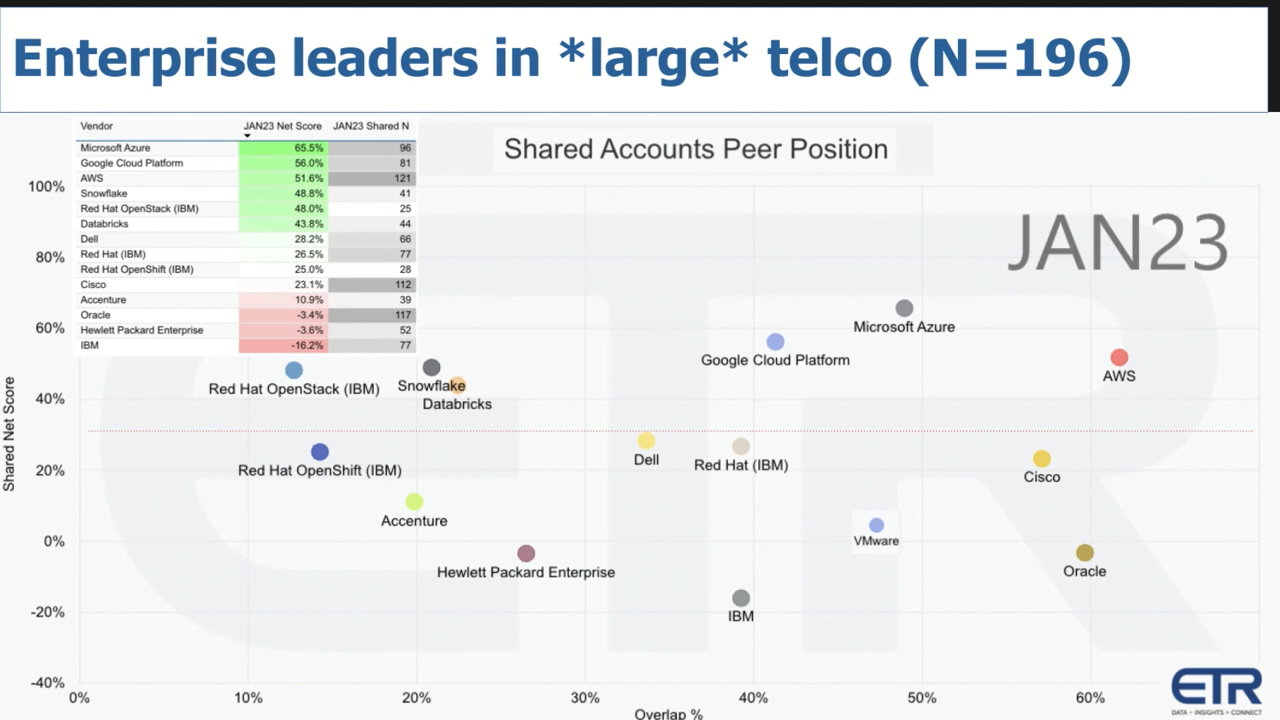 Enterprise leaders in *large* telco (N=196)
Vendor JAN23 Net Score JAN23 Shared N
Microsoft Azure 65.5% 96
Google Cloud Platform 56.0% 81
AWS 51.6% 121
Snowflake 48.8% 41
Red Hat OpenStack (IBM) 48.0% 25
Databricks 43.8% 44
Dell 28.2% 66
Red Hat (IBM) 26.5% 77
Red Hat OpenShift (IBM) 25.0% 28
Cisco 23.1% 112
Accenture 10.9% 39
Oracle -3.4% 117
Hewlett Packard Enterprise -3.6% 52
IBM -16.2% 77
Shared Accounts Peer Position
JAN23
100%
80%
60%
40%
20%
0%
-20%
-40%
Shared Net Score
Microsoft Azure
Google Cloud Platform
AWS
Red Hat OpenStack (IBM)
Snowflake
Databricks
Dell
Red Hat (IBM)
Red Hat OpenShift (IBM)
Cisco
Accenture
VMware
Hewlett Packard Enterprise
Oracle
IBM
0% 10% 20% 30% 40% 50% 60%
Overlap %
ETR
DATA • INSIGHTS • CONNECT